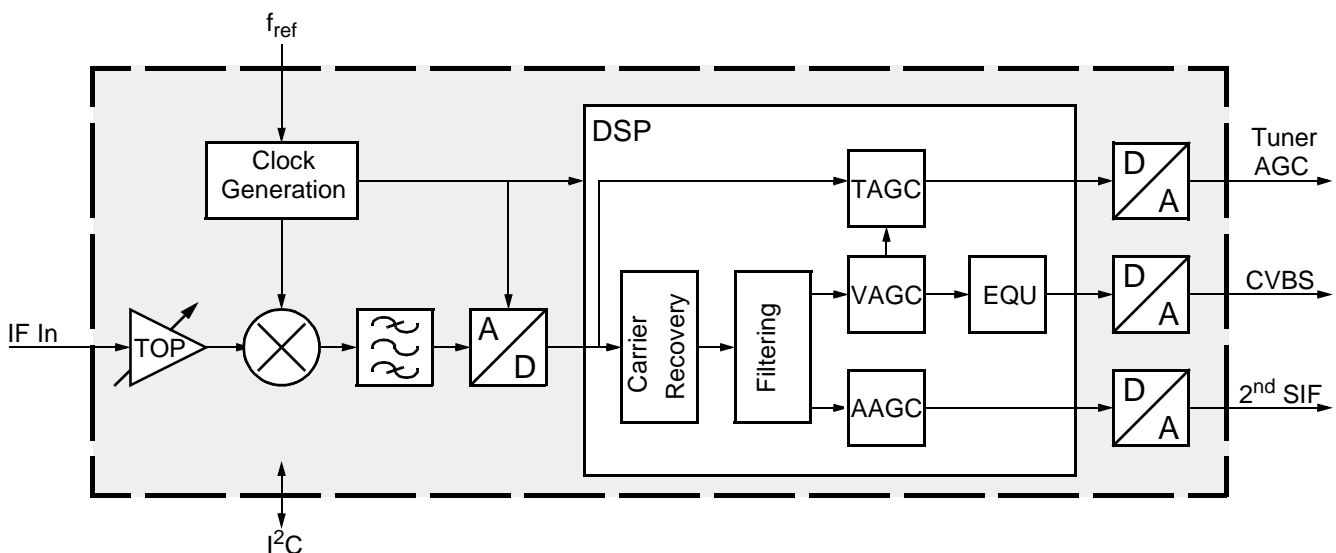 f_ref
DSP
Clock
Generation
TAGC
D
A
Tuner
AGC
IF In
TOP
A
D
Carrier
Recovery
Filtering
VAGC
EQU
D
A
CVBS
AAGC
D
A
2nd SIF
I²C